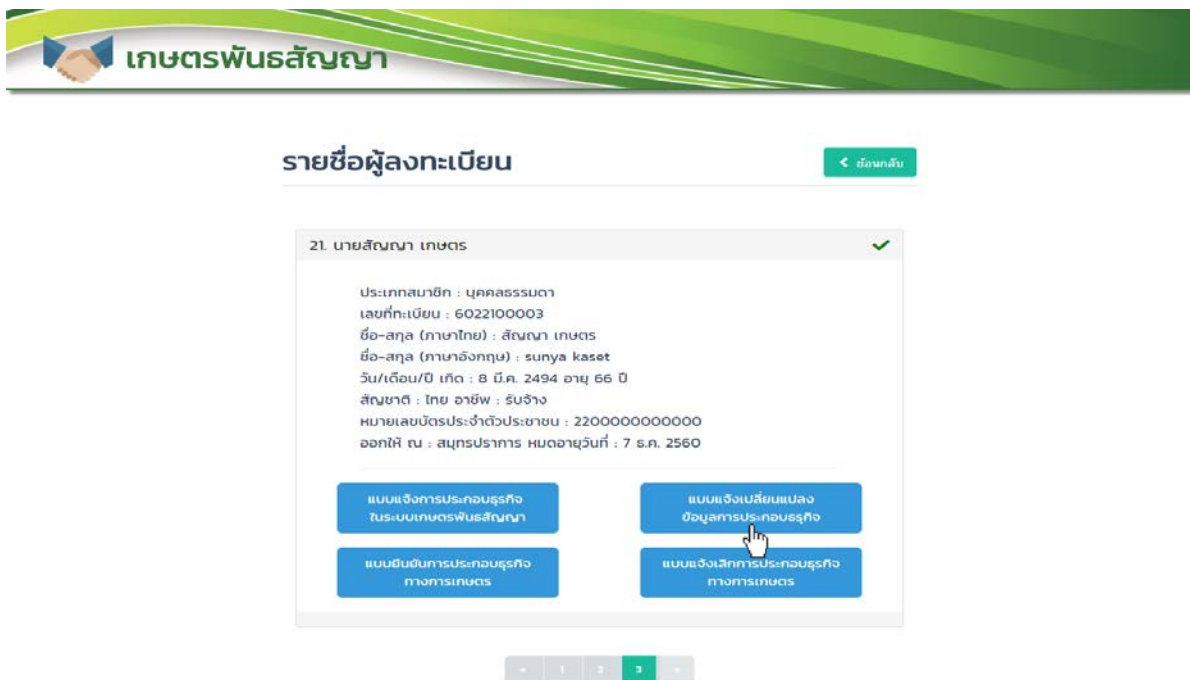 เกษตรพันธสัญญา
รายชื่อผู้ลงทะเบียน
ย้อนกลับ
21. นายสัญญา เกษตร
ประเภทสมาชิก : บุคคลธรรมดา
เลขที่ทะเบียน : 6022100003
ชื่อ-สกุล (ภาษาไทย) : สัญญา เกษตร
ชื่อ-สกุล (ภาษาอังกฤษ) : sunya kaset
วัน/เดือน/ปี เกิด : 8 มี.ค. 2494 อายุ 66 ปี
สัญชาติ : ไทย อาชีพ : รับจ้าง
หมายเลขบัตรประจำตัวประชาชน : 2200000000000
ออกให้ ณ : สมุทรปราการ หมดอายุวันที่ : 7 ธ.ค. 2560
แบบแจ้งการประกอบธุรกิจ
ในระบบเกษตรพันธสัญญา
แบบแจ้งเปลี่ยนแปลง
ข้อมูลการประกอบธุรกิจ
แบบยืนยันการประกอบธุรกิจ
ทางการเกษตร
แบบแจ้งเลิกการประกอบธุรกิจ
ทางการเกษตร
« 1 2 3 »